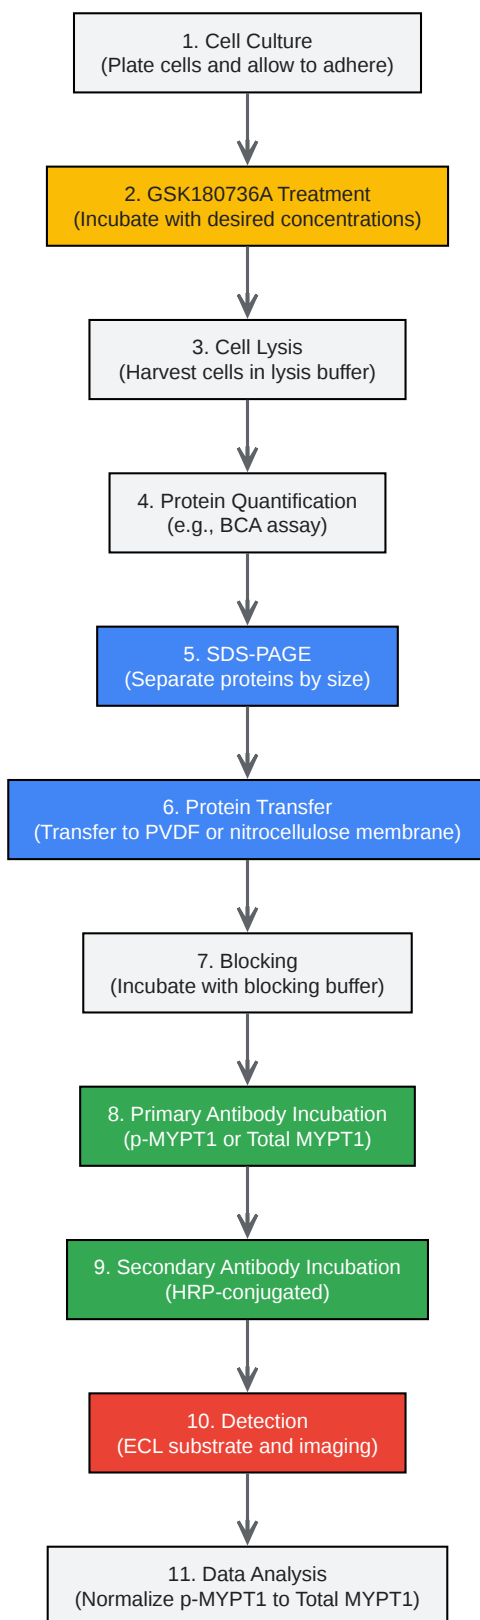 1. Cell Culture
(Plate cells and allow to adhere)
2. GSK180736A Treatment
(Incubate with desired concentrations)
3. Cell Lysis
(Harvest cells in lysis buffer)
4. Protein Quantification
(e.g., BCA assay)
5. SDS-PAGE
(Separate proteins by size)
6. Protein Transfer
(Transfer to PVDF or nitrocellulose membrane)
7. Blocking
(Incubate with blocking buffer)
8. Primary Antibody Incubation
(p-MYPT1 or Total MYPT1)
9. Secondary Antibody Incubation
(HRP-conjugated)
10. Detection
(ECL substrate and imaging)
11. Data Analysis
(Normalize p-MYPT1 to Total MYPT1)